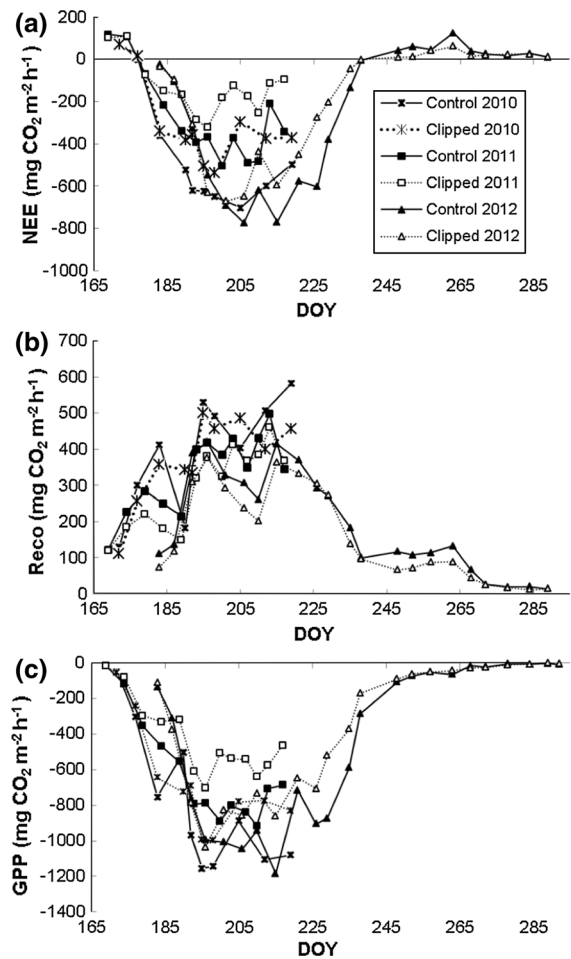 (a)
200
0
-200
-400
-600
-800
-1000
NEE (mg CO2 m-2h-1)
165 185 205 225 245 265 285
DOY
Control 2010
Clipped 2010
Control 2011
Clipped 2011
Control 2012
Clipped 2012
(b)
700
600
500
400
300
200
100
0
Reco (mg CO2 m-2h-1)
165 185 205 225 245 265 285
DOY
(c)
0
-200
-400
-600
-800
-1000
-1200
-1400
GPP (mg CO2 m-2h-1)
165 185 205 225 245 265 285
DOY